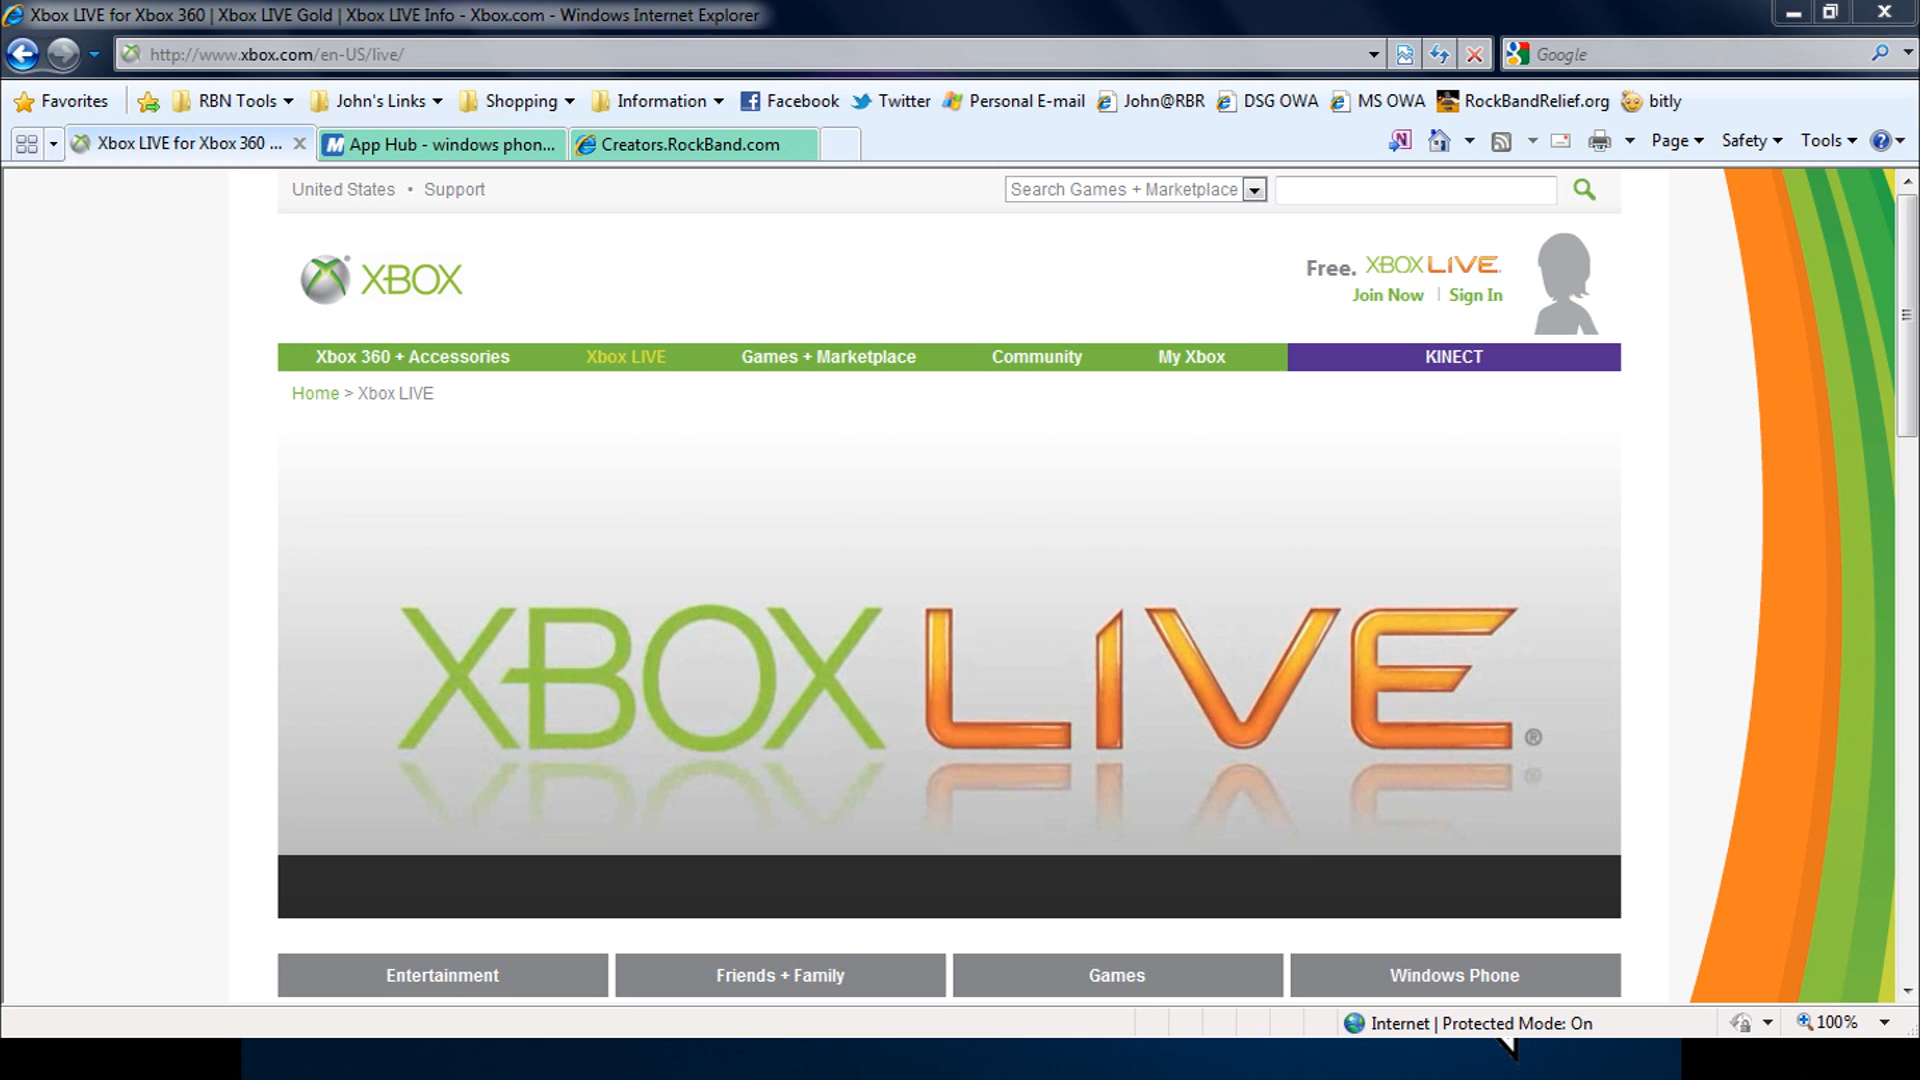 Xbox LIVE for Xbox 360 | Xbox LIVE Gold | Xbox LIVE Info - Xbox.com - Windows Internet Explorer
http://www.xbox.com/en-US/live/
Google
Favorites RBN Tools John's Links Shopping Information Facebook Twitter Personal E-mail John@RBR DSG OWA MS OWA RockBandRelief.org bitly
Xbox LIVE for Xbox 360 ... App Hub - windows phon... Creators.RockBand.com Page Safety Tools
United States • Support Search Games + Marketplace
XBOX
Free. XBOX LIVE
Join Now | Sign In
Xbox 360 + Accessories Xbox LIVE Games + Marketplace Community My Xbox KINECT
Home > Xbox LIVE
XBOX LIVE®
Entertainment Friends + Family Games Windows Phone
Internet | Protected Mode: On 100%